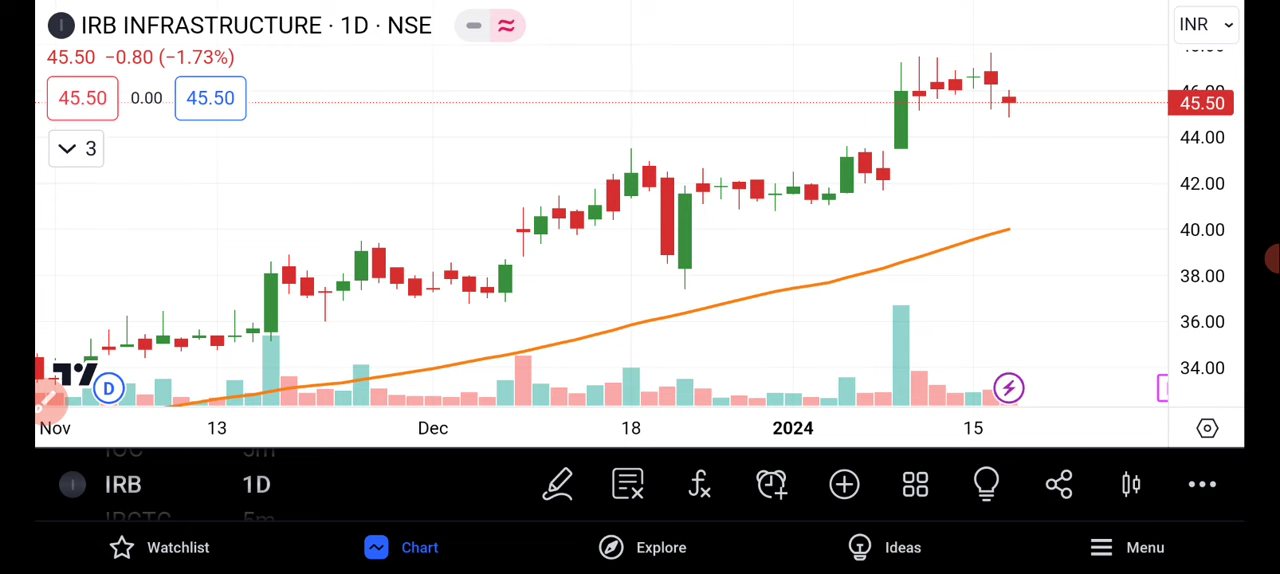 I IRB INFRASTRUCTURE · 1D · NSE
INR
45.50 −0.80 (−1.73%)
45.50 0.00 45.50
3
46.00
45.50
44.00
42.00
40.00
38.00
36.00
34.00
D
Nov 13 Dec 18 2024 15
I IRB 1D
Watchlist Chart Explore Ideas Menu